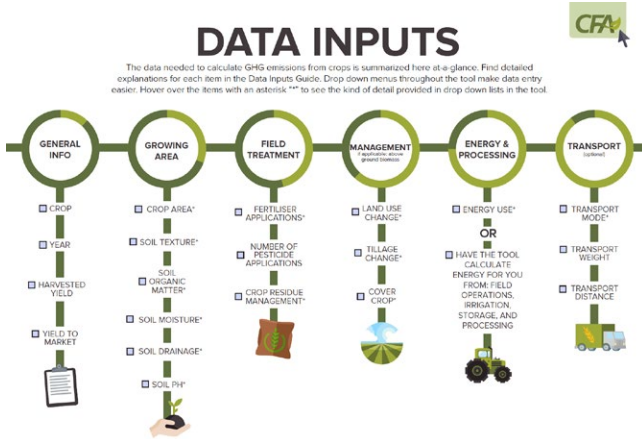 CFA
DATA INPUTS
The data needed to calculate GHG emissions from crops is summarized here at-a-glance. Find detailed
explanations for each item in the Data Inputs Guide. Drop down menus throughout the tool make data entry
easier. Hover over the items with an asterisk "*" to see the kind of detail provided in drop down lists in the tool.
GENERAL
INFO
CROP
YEAR
HARVESTED
YIELD
YIELD TO
MARKET
GROWING
AREA
CROP AREA*
SOIL TEXTURE*
SOIL
ORGANIC
MATTER*
SOIL MOISTURE*
SOIL DRAINAGE*
SOIL PH*
FIELD
TREATMENT
FERTILISER
APPLICATIONS*
NUMBER OF
PESTICIDE
APPLICATIONS
CROP RESIDUE
MANAGEMENT*
MANAGEMENT
if applicable, above
ground biomass
LAND USE
CHANGE*
TILLAGE
CHANGE*
COVER
CROP*
ENERGY &
PROCESSING
ENERGY USE*
OR
HAVE THE TOOL
CALCULATE
ENERGY FOR YOU
FROM: FIELD
OPERATIONS,
IRRIGATION,
STORAGE, AND
PROCESSING
TRANSPORT
(optional)
TRANSPORT
MODE*
TRANSPORT
WEIGHT
TRANSPORT
DISTANCE